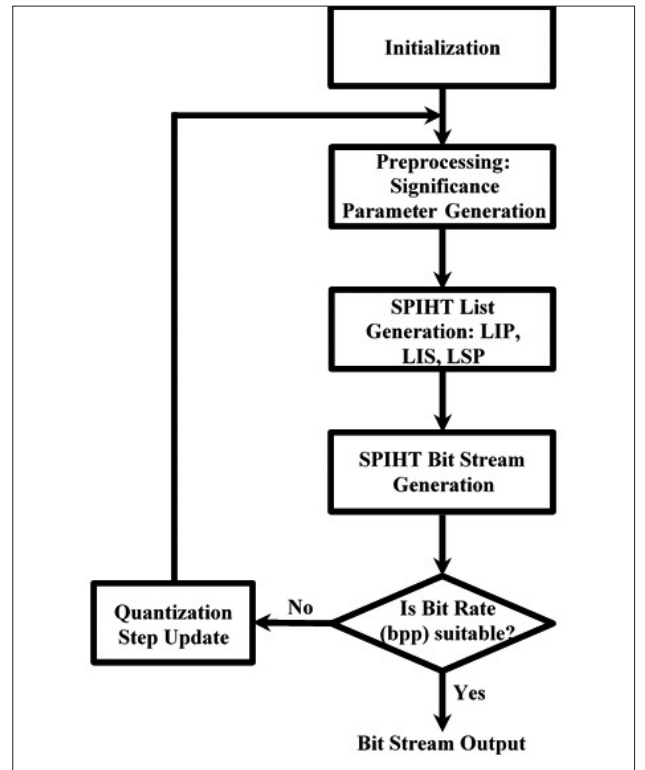 Initialization
Preprocessing:
Significance
Parameter Generation
SPIHT List
Generation: LIP,
LIS, LSP
SPIHT Bit Stream
Generation
Is Bit Rate
(bpp) suitable?
No
Quantization
Step Update
Yes
Bit Stream Output